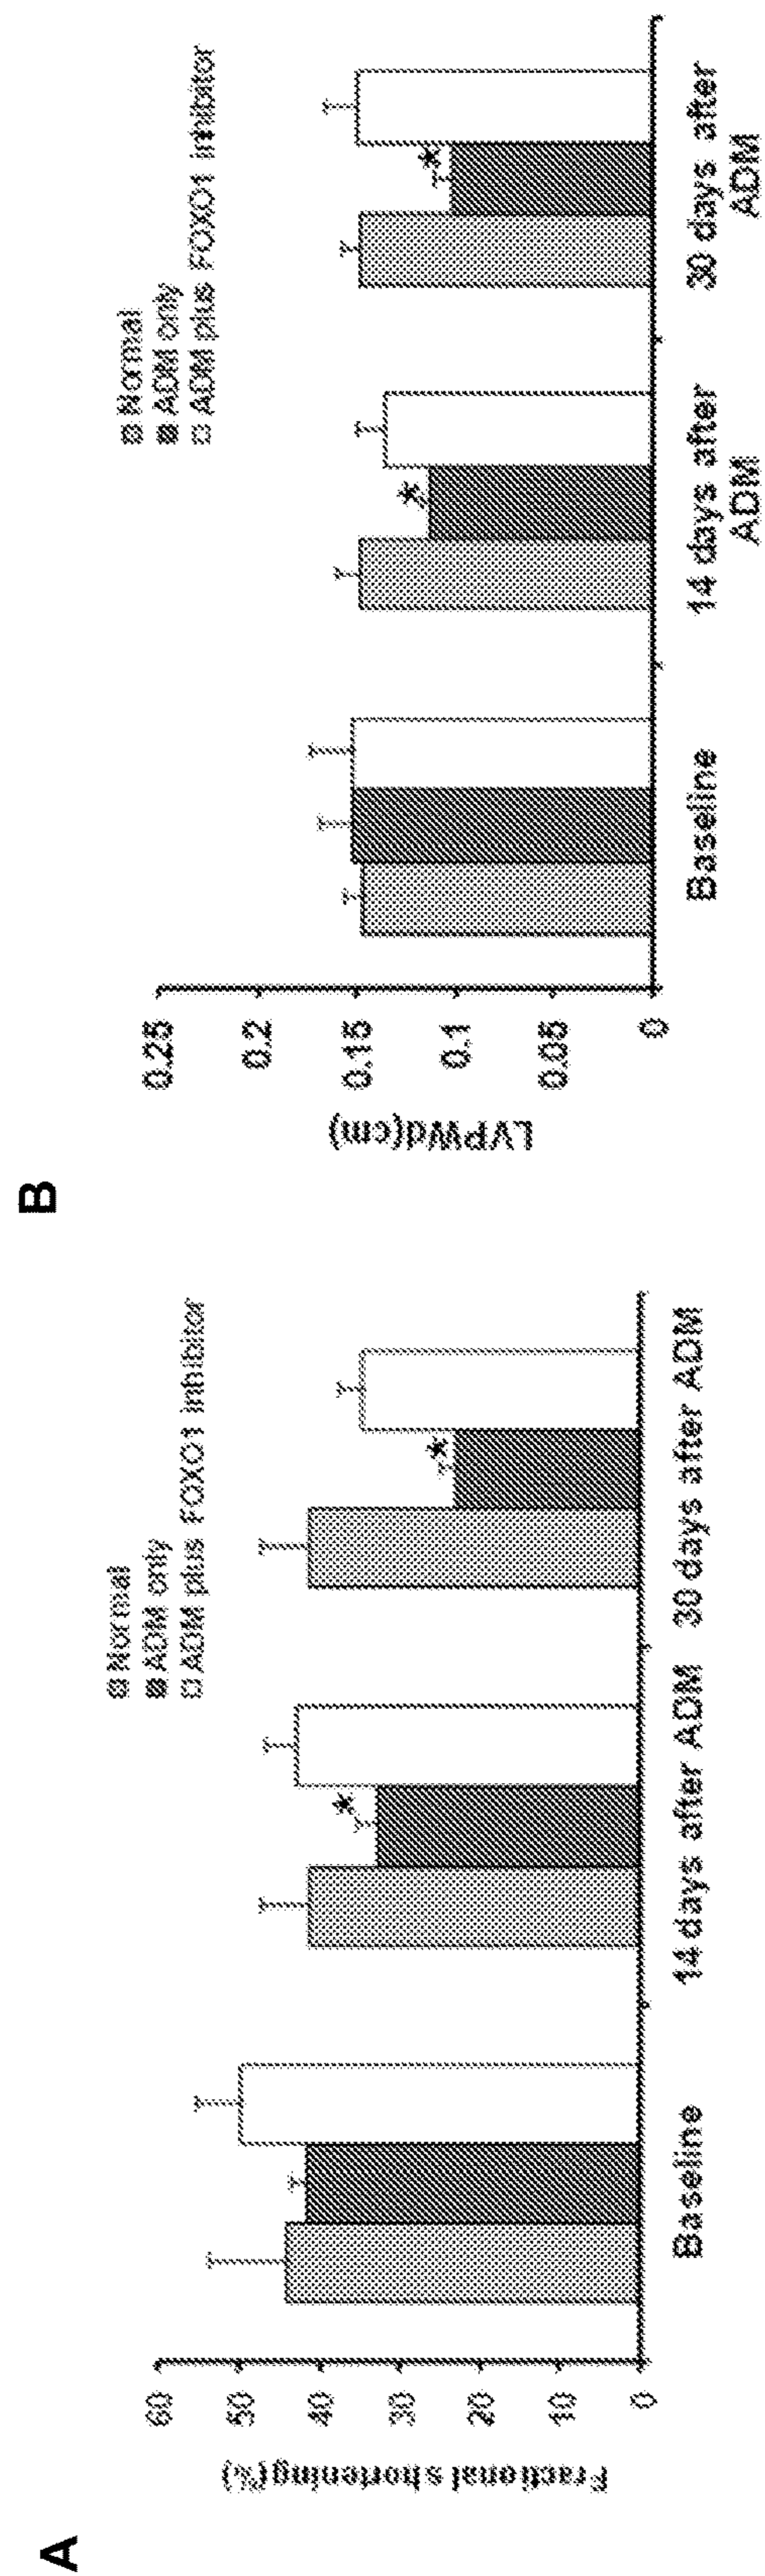 A
Fractional shortening(%)
60
50
40
30
20
10
0
Normal
ADM only
ADM plus FOXO1 inhibitor
*
*
Baseline
14 days after ADM
30 days after ADM
B
LVPWd(cm)
0.25
0.2
0.15
0.1
0.05
0
Normal
ADM only
ADM plus FOXO1 inhibitor
*
*
Baseline
14 days after
ADM
30 days after
ADM